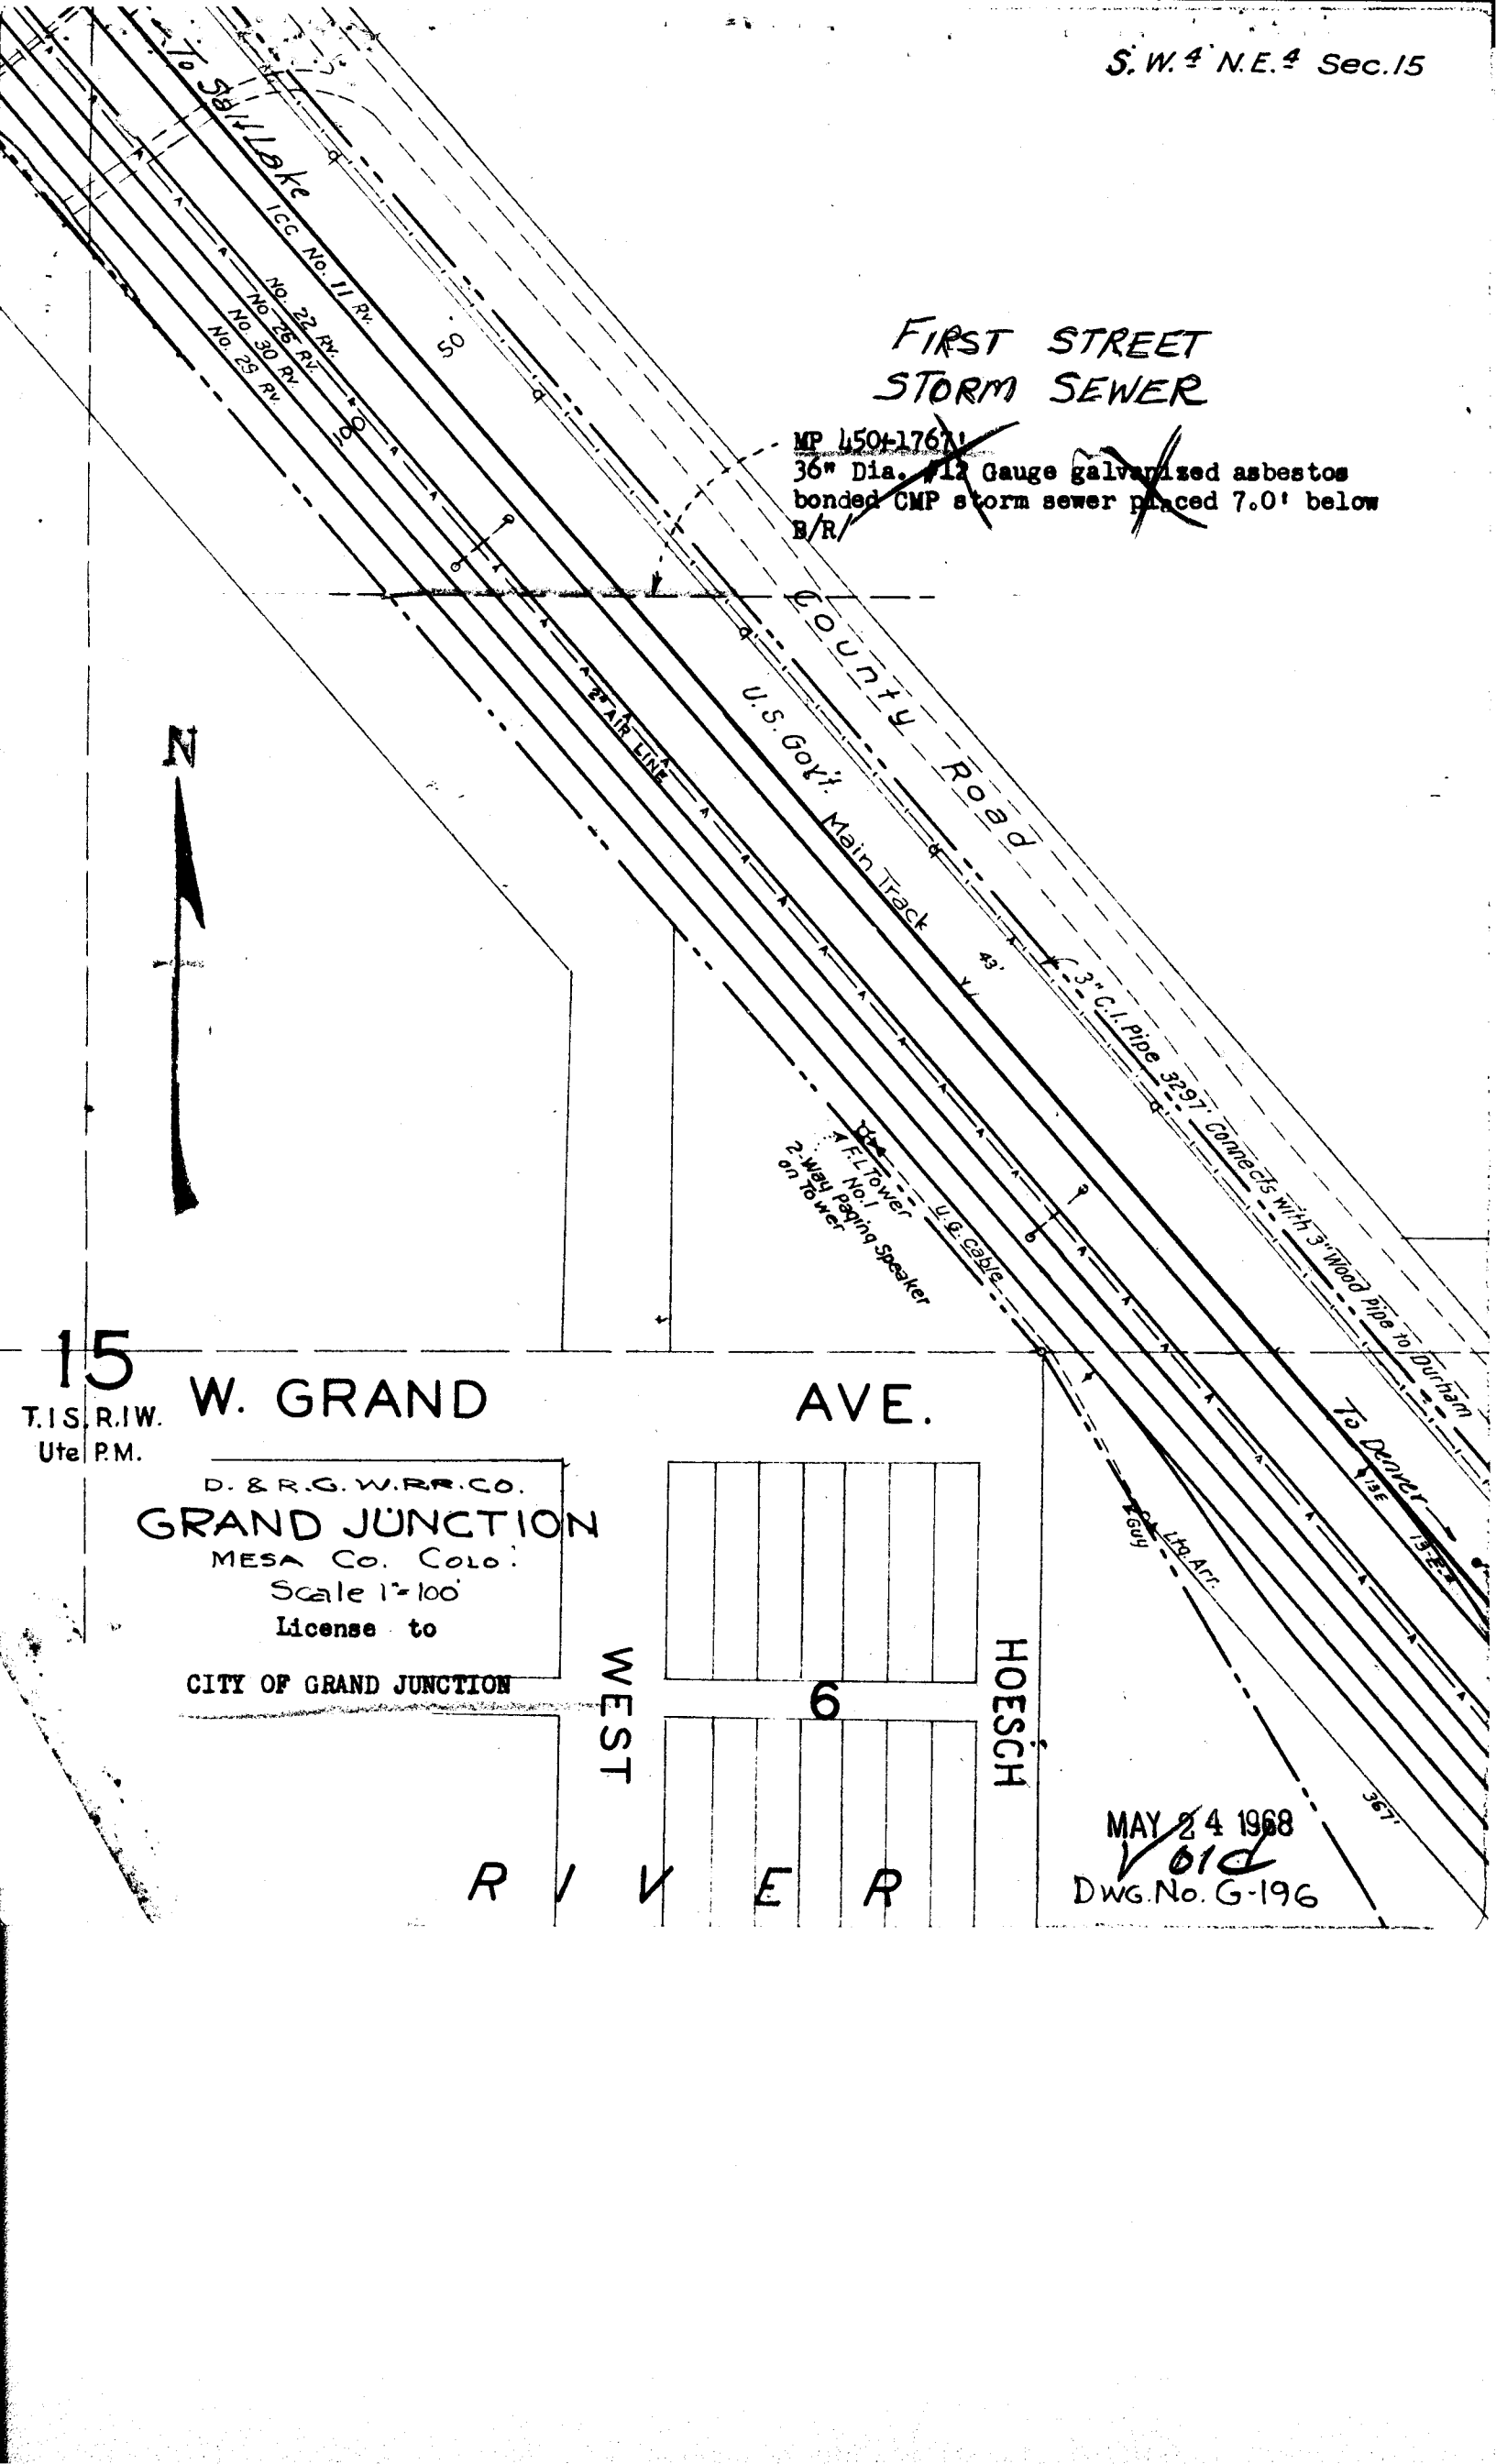 S.W.4 N.E.4 Sec.15
To Salt Lake
ICC No. 11 Rv.
No. 22 Rv.
No 26 Rv.
No. 30 Rv.
No. 29 Rv.
50
100
FIRST STREET
STORM SEWER
MP 450+1767'
36" Dia. #12 Gauge galvanized asbestos
bonded CMP storm sewer placed 7.0' below
B/R
County Road
U.S. Gov't.
2" AIR LINE
N
Main Track
43'
3" C.I. Pipe 3297' Connects with 3" Wood Pipe to Durham
F.L. Tower
No.1
2-Way Paging Speaker
on Tower
U.G. cable
15
T.1S. R.1W.
Ute P.M.
W. GRAND AVE.
To Denver
13E
13-E
D. & R.G.W.RR.CO.
GRAND JUNCTION
MESA Co. COLO.
Scale 1"=100'
License to
CITY OF GRAND JUNCTION
Guy
Ltg. Arr.
WEST
6
HOESCH
367'
RIVER
MAY 24 1968
Void
DWG. No. G-196